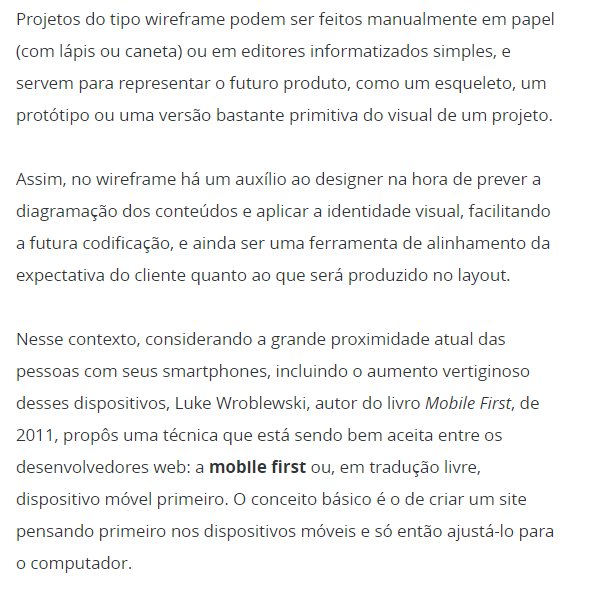 Projetos do tipo wireframe podem ser feitos manualmente em papel
(com lápis ou caneta) ou em editores informatizados simples, e
servem para representar o futuro produto, como um esqueleto, um
protótipo ou uma versão bastante primitiva do visual de um projeto.
Assim, no wireframe há um auxílio ao designer na hora de prever a
diagramação dos conteúdos e aplicar a identidade visual, facilitando
a futura codificação, e ainda ser uma ferramenta de alinhamento da
expectativa do cliente quanto ao que será produzido no layout.
Nesse contexto, considerando a grande proximidade atual das
pessoas com seus smartphones, incluindo o aumento vertiginoso
desses dispositivos, Luke Wroblewski, autor do livro Mobile First, de
2011, propôs uma técnica que está sendo bem aceita entre os
desenvolvedores web: a mobile first ou, em tradução livre,
dispositivo móvel primeiro. O conceito básico é o de criar um site
pensando primeiro nos dispositivos móveis e só então ajustá-lo para
o computador.